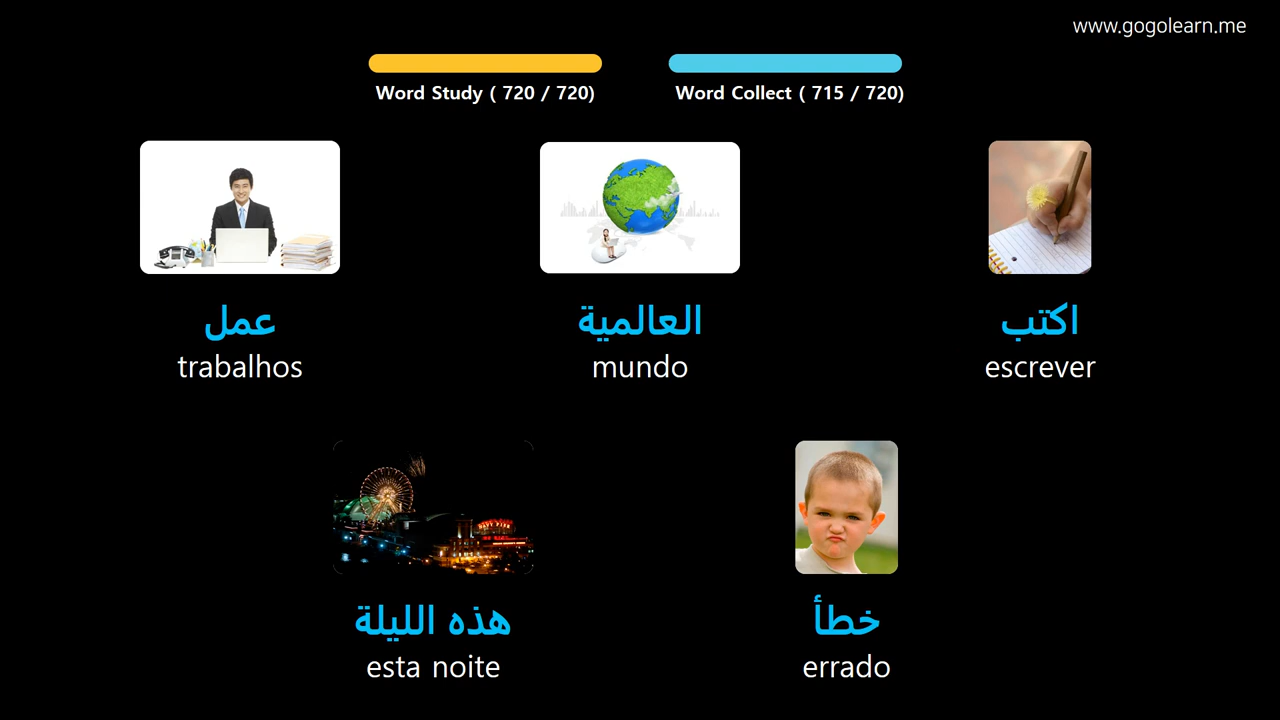 www.gogolearn.me
Word Study ( 720 / 720)
Word Collect ( 715 / 720)
عمل
trabalhos
العالمية
mundo
اكتب
escrever
هذه الليلة
esta noite
خطأ
errado